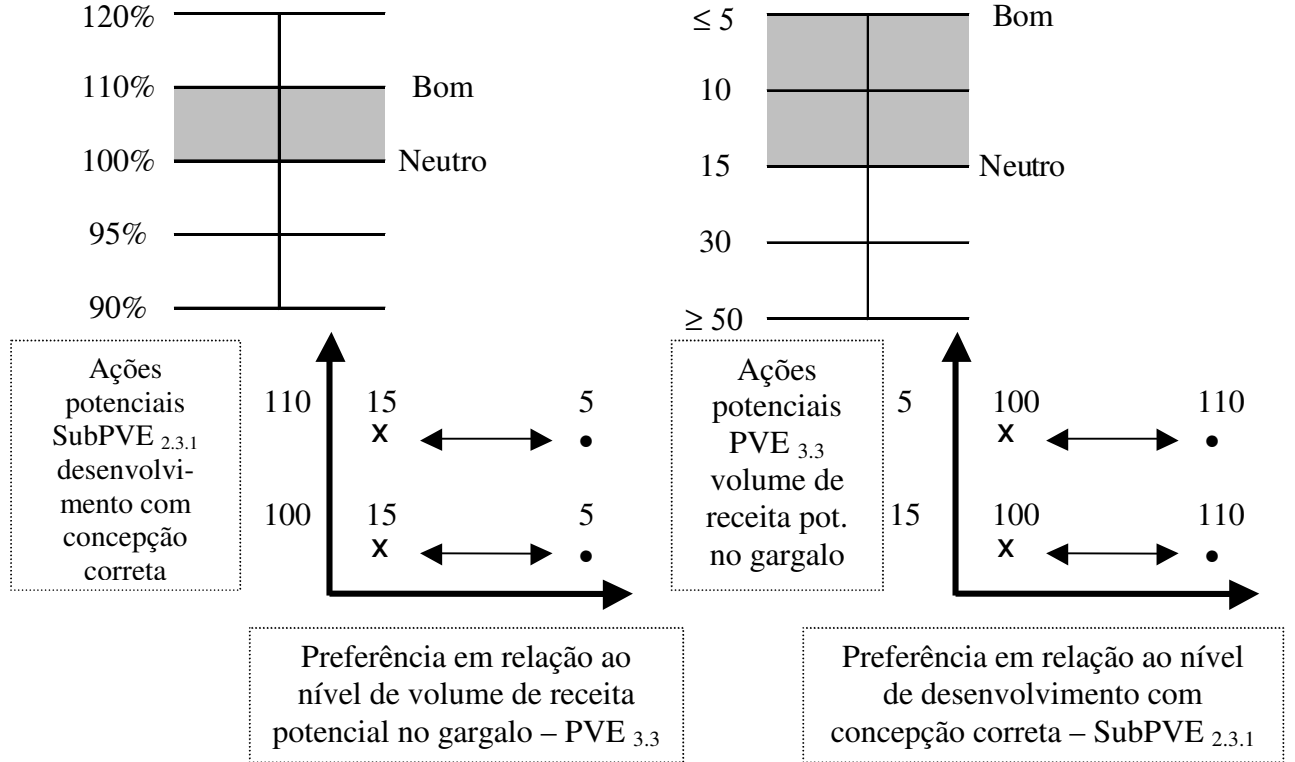 120%
110% Bom
100% Neutro
95%
90%
≤ 5 Bom
10
15 Neutro
30
≥ 50
Ações
potenciais
SubPVE 2.3.1
desenvolvi-
mento com
concepção
correta
110 15 5
x
100 15 5
x
Preferência em relação ao
nível de volume de receita
potencial no gargalo – PVE 3.3
Ações
potenciais
PVE 3.3
volume de
receita pot.
no gargalo
5 100 110
x
15 100 110
x
Preferência em relação ao nível
de desenvolvimento com
concepção correta – SubPVE 2.3.1